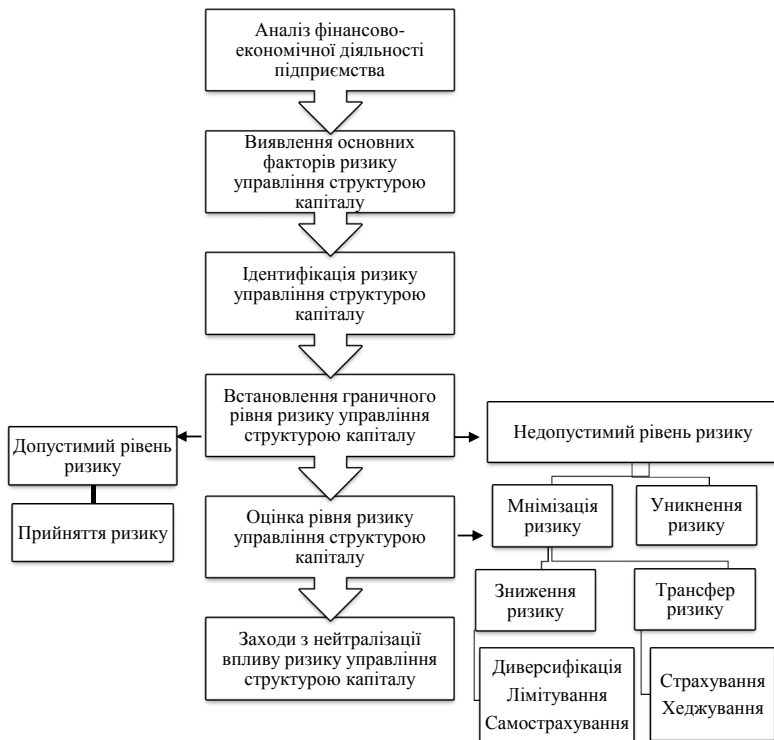 Аналіз фінансово-
економічної діяльності
підприємства
Виявлення основних
факторів ризику
управління структурою
капіталу
Ідентифікація ризику
управління структурою
капіталу
Встановлення граничного
рівня ризику управління
структурою капіталу
Допустимий рівень
ризику
Прийняття ризику
Недопустимий рівень ризику
Оцінка рівня ризику
управління структурою
капіталу
Мнімізація
ризику
Уникнення
ризику
Зниження
ризику
Трансфер
ризику
Заходи з нейтралізації
впливу ризику управління
структурою капіталу
Диверсифікація
Лімітування
Самострахування
Страхування
Хеджування